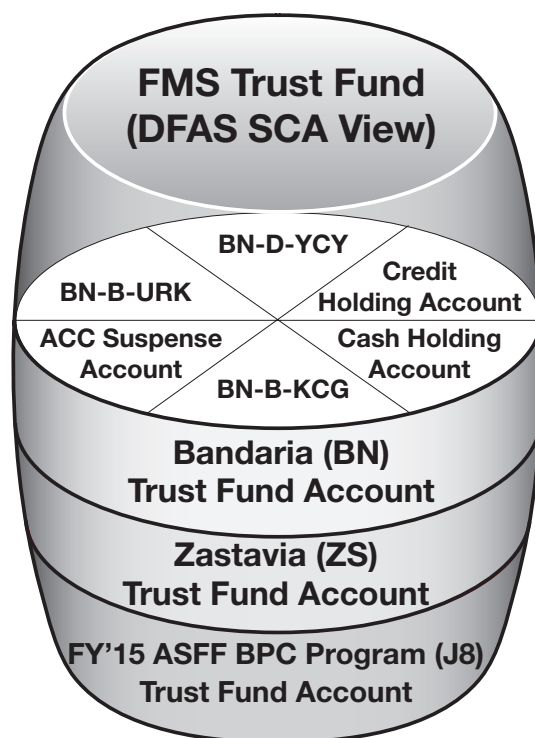 FMS Trust Fund
(DFAS SCA View)
BN-D-YCY
BN-B-URK
Credit
Holding Account
ACC Suspense
Account
Cash Holding
Account
BN-B-KCG
Bandaria (BN)
Trust Fund Account
Zastavia (ZS)
Trust Fund Account
FY’15 ASFF BPC Program (J8)
Trust Fund Account